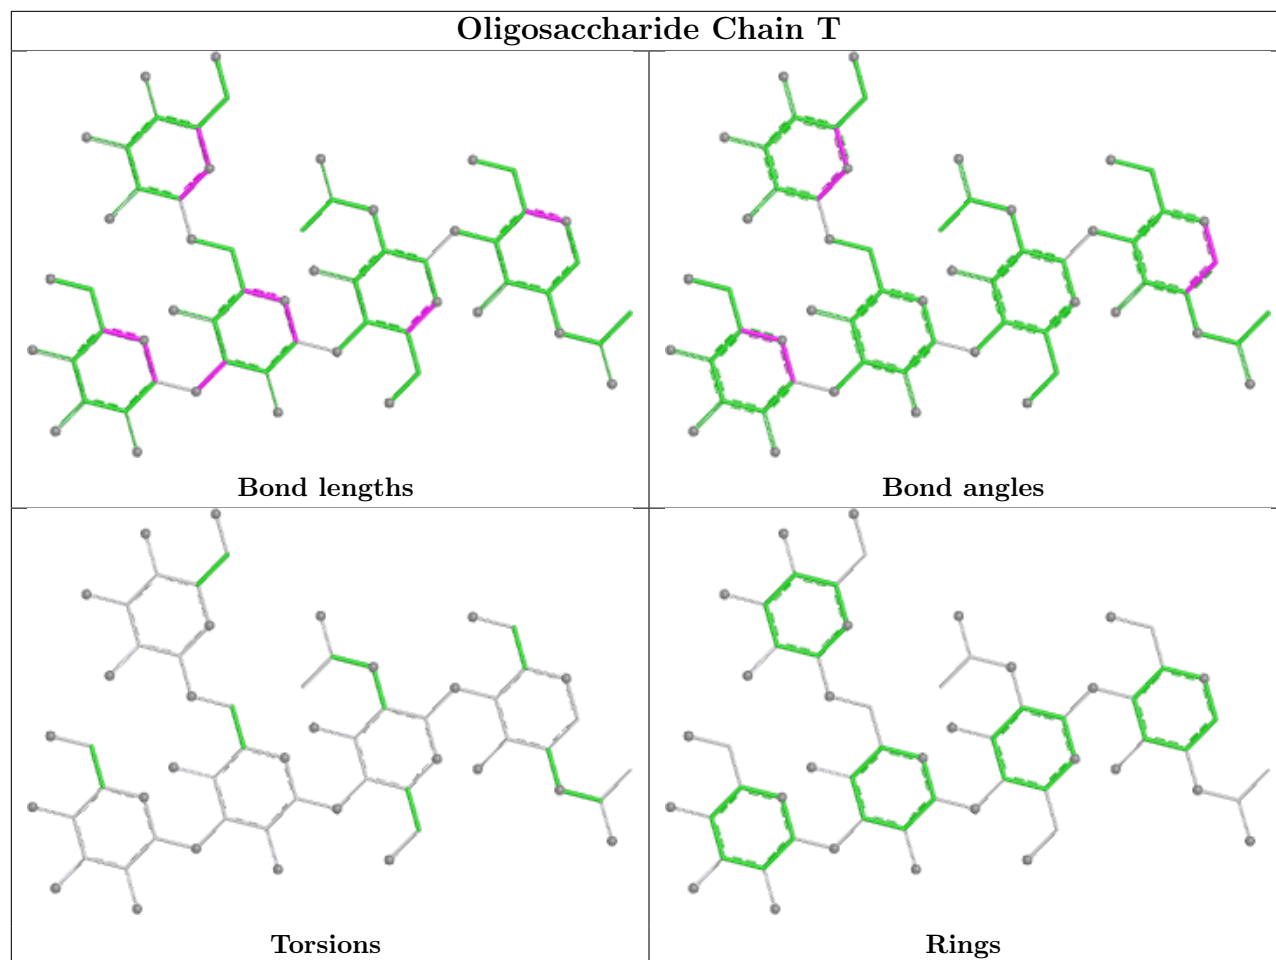 Oligosaccharide Chain T
Bond lengths
Bond angles
Torsions
Rings